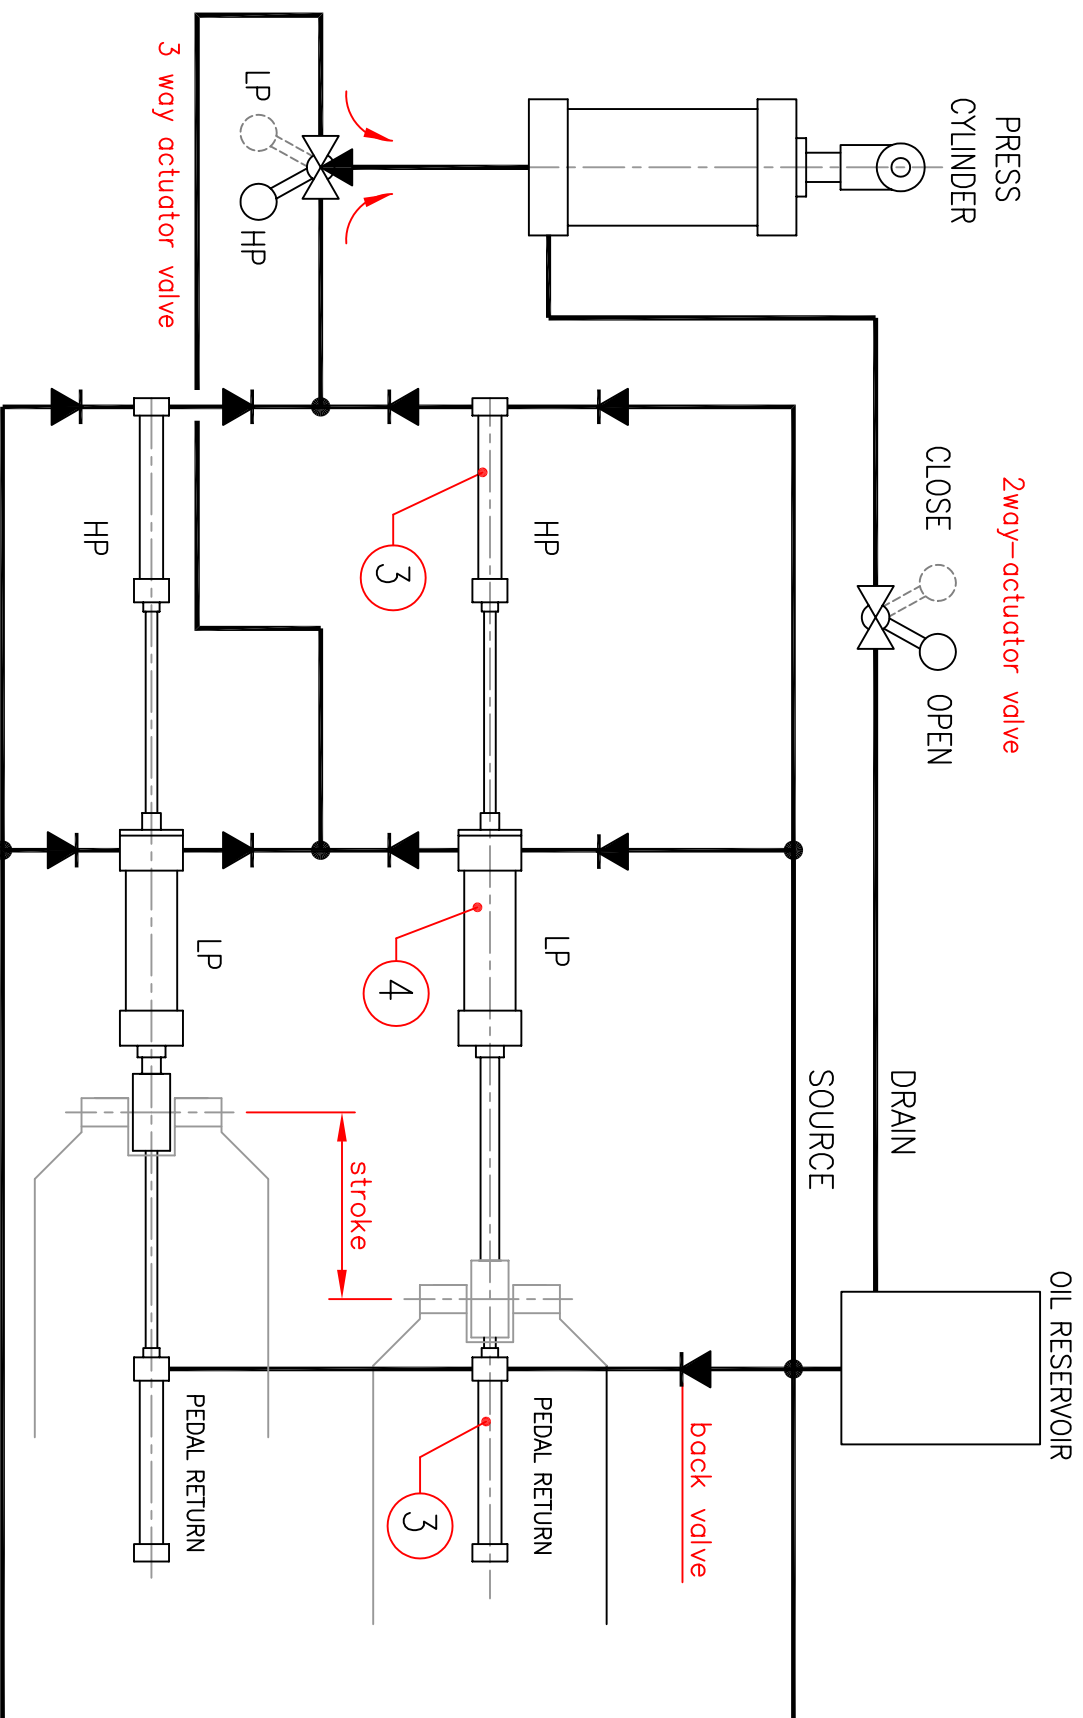 PRESS
CYLINDER
3 way actuator valve
LP
HP
2way-actuator valve
CLOSE
OPEN
HP
3
HP
LP
4
LP
DRAIN
SOURCE
OIL RESERVOIR
stroke
back valve
PEDAL RETURN
3
PEDAL RETURN